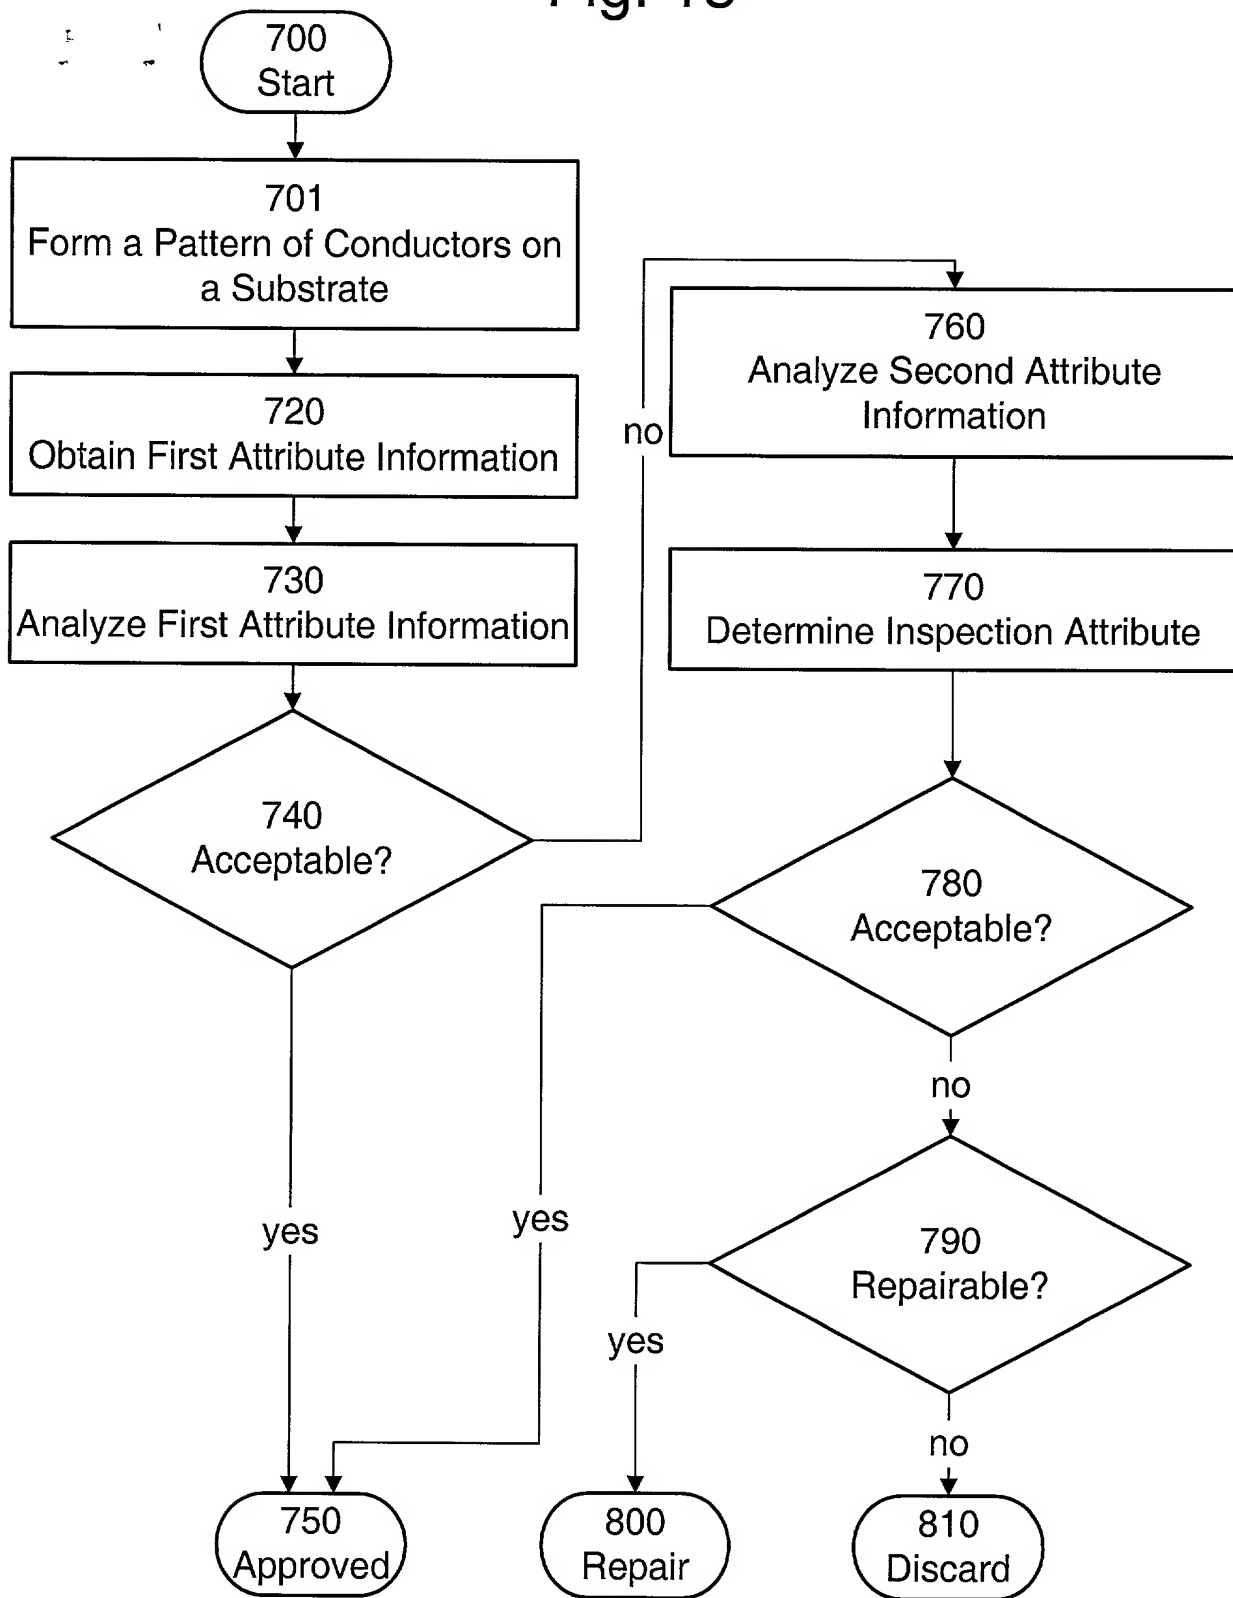 700
Start
701
Form a Pattern of Conductors on
a Substrate
720
Obtain First Attribute Information
730
Analyze First Attribute Information
740
Acceptable?
no
760
Analyze Second Attribute
Information
770
Determine Inspection Attribute
780
Acceptable?
no
yes
yes
790
Repairable?
yes
no
750
Approved
800
Repair
810
Discard